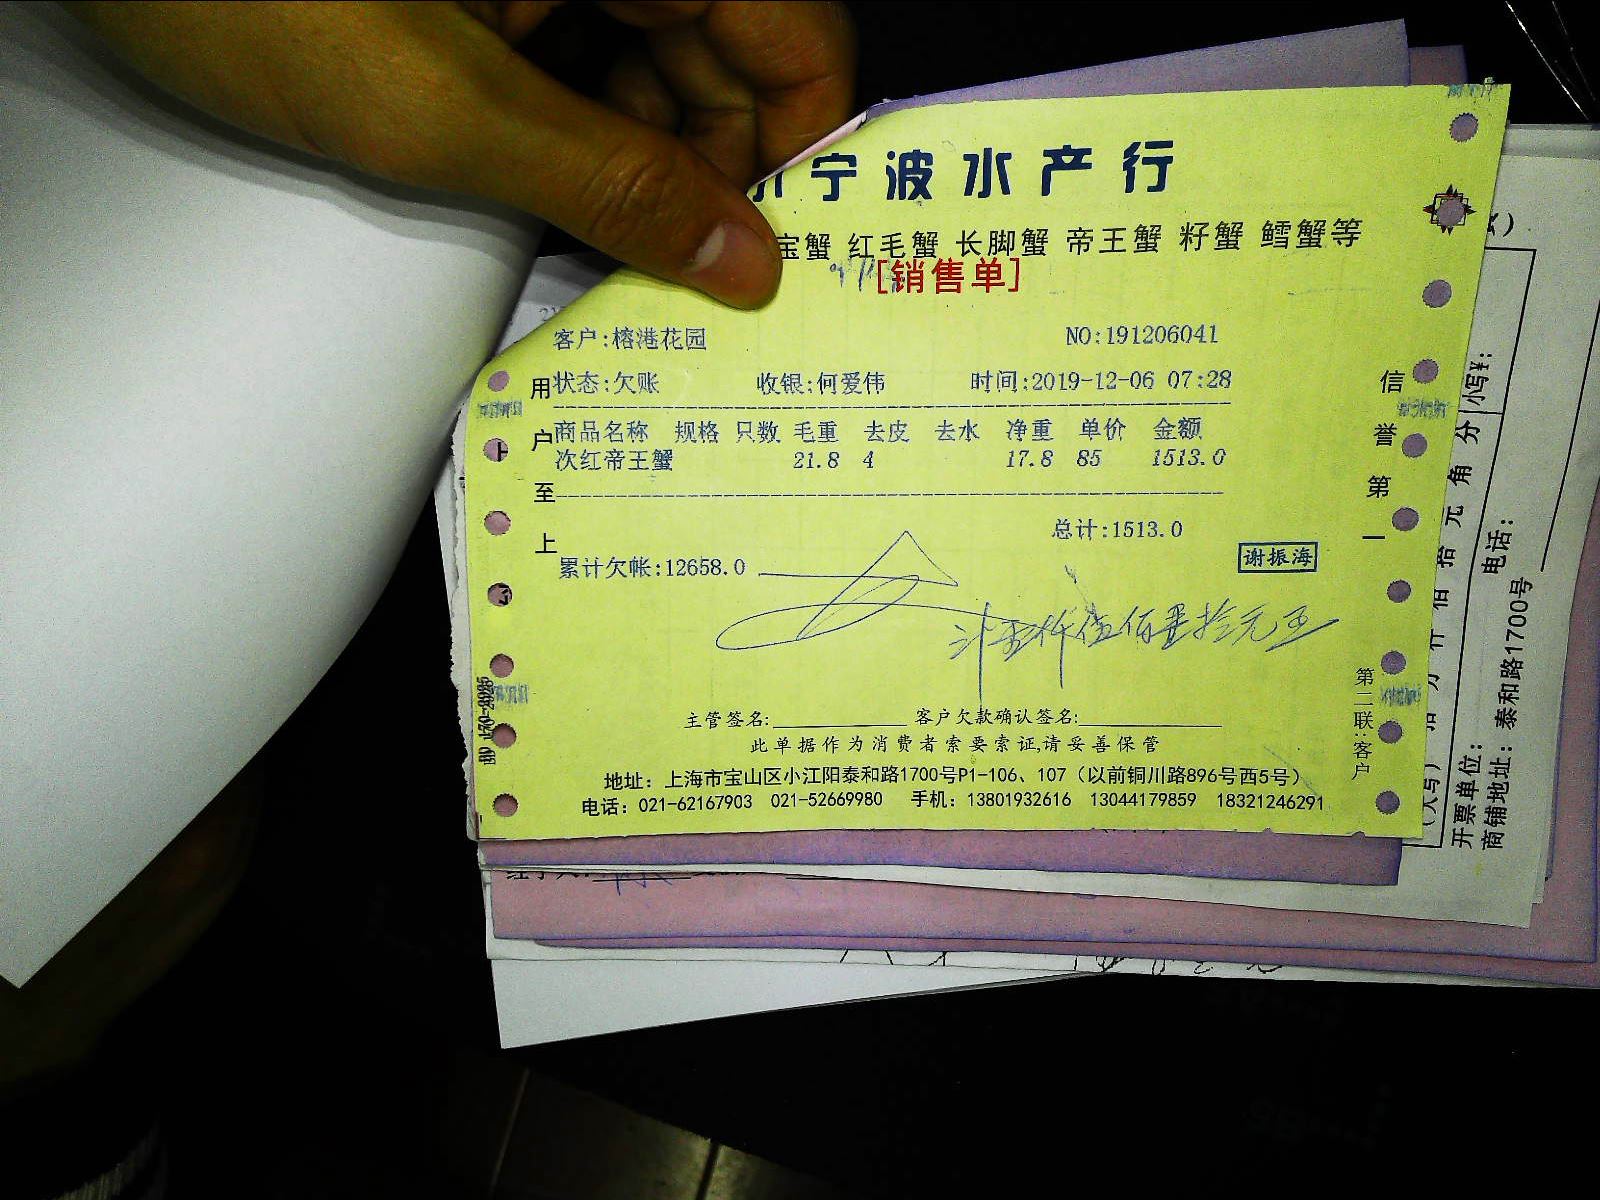 宁波水产行
宝蟹 红毛蟹 长脚蟹 帝王蟹 籽蟹 鳕蟹等
[销售单]
客户:榕港花园 NO:191206041
状态:欠账 收银:何爱伟 时间:2019-12-06 07:28
商品名称 规格 只数 毛重 去皮 去水 净重 单价 金额
次红帝王蟹 21.8 4 17.8 85 1513.0
总计:1513.0
累计欠帐:12658.0
谢振海
用户至上
信誉第一
主管签名: 客户欠款确认签名:
此单据作为消费者索要索证,请妥善保管
地址：上海市宝山区小江阳泰和路1700号P1-106、107（以前铜川路896号西5号）
电话：021-62167903 021-52669980 手机：13801932616 13044179859 18321246291
第二联:客户
小写¥:
拾元角分
开票单位：
商铺地址：泰和路1700号 电话：